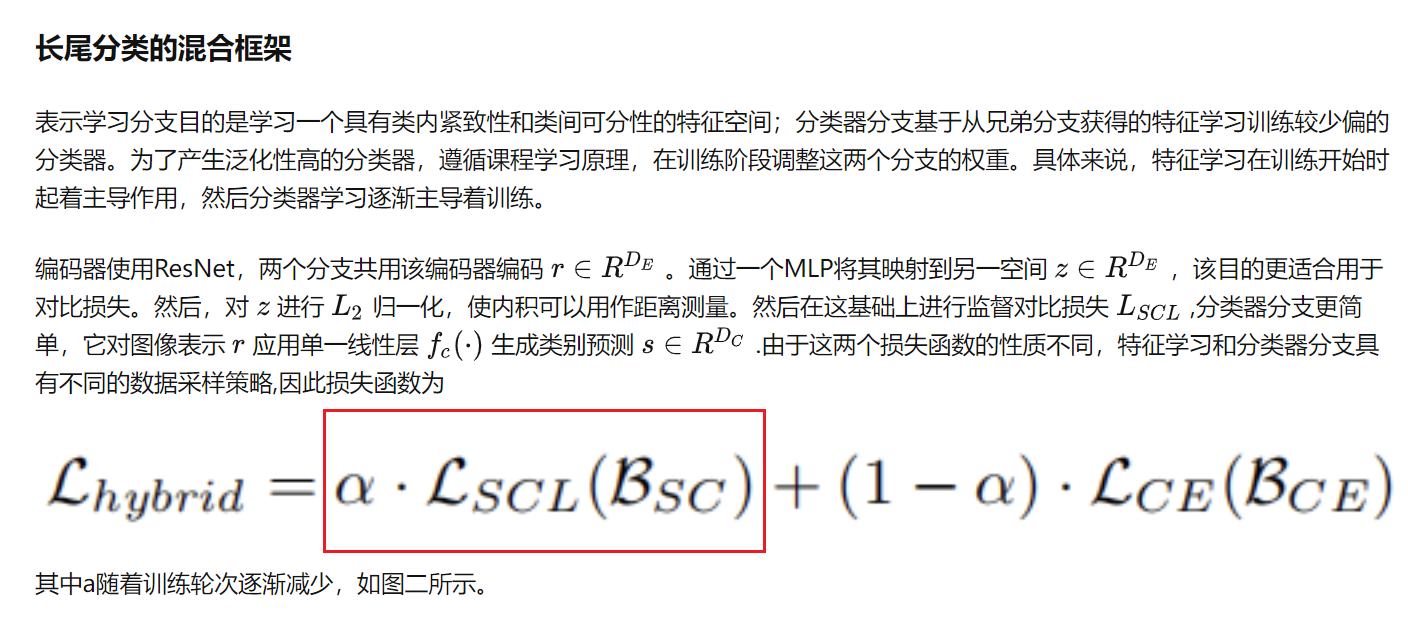 长尾分类的混合框架
表示学习分支目的是学习一个具有类内紧致性和类间可分性的特征空间；分类器分支基于从兄弟分支获得的特征学习训练较少偏的
分类器。为了产生泛化性高的分类器，遵循课程学习原理，在训练阶段调整这两个分支的权重。具体来说，特征学习在训练开始时
起着主导作用，然后分类器学习逐渐主导着训练。
编码器使用ResNet，两个分支共用该编码器编码 $r \in R^{D_E}$ 。通过一个MLP将其映射到另一空间 $z \in R^{D_E}$ ，该目的更适合用于
对比损失。然后，对 $z$ 进行 $L_2$ 归一化，使内积可以用作距离测量。然后在这基础上进行监督对比损失 $L_{SCL}$ ,分类器分支更简
单，它对图像表示 $r$ 应用单一线性层 $f_c(\cdot)$ 生成类别预测 $s \in R^{D_C}$ .由于这两个损失函数的性质不同，特征学习和分类器分支具
有不同的数据采样策略,因此损失函数为
$\mathcal{L}_{hybrid} = \alpha \cdot \mathcal{L}_{SCL}(\mathcal{B}_{SC}) + (1 - \alpha) \cdot \mathcal{L}_{CE}(\mathcal{B}_{CE})$
其中a随着训练轮次逐渐减少，如图二所示。